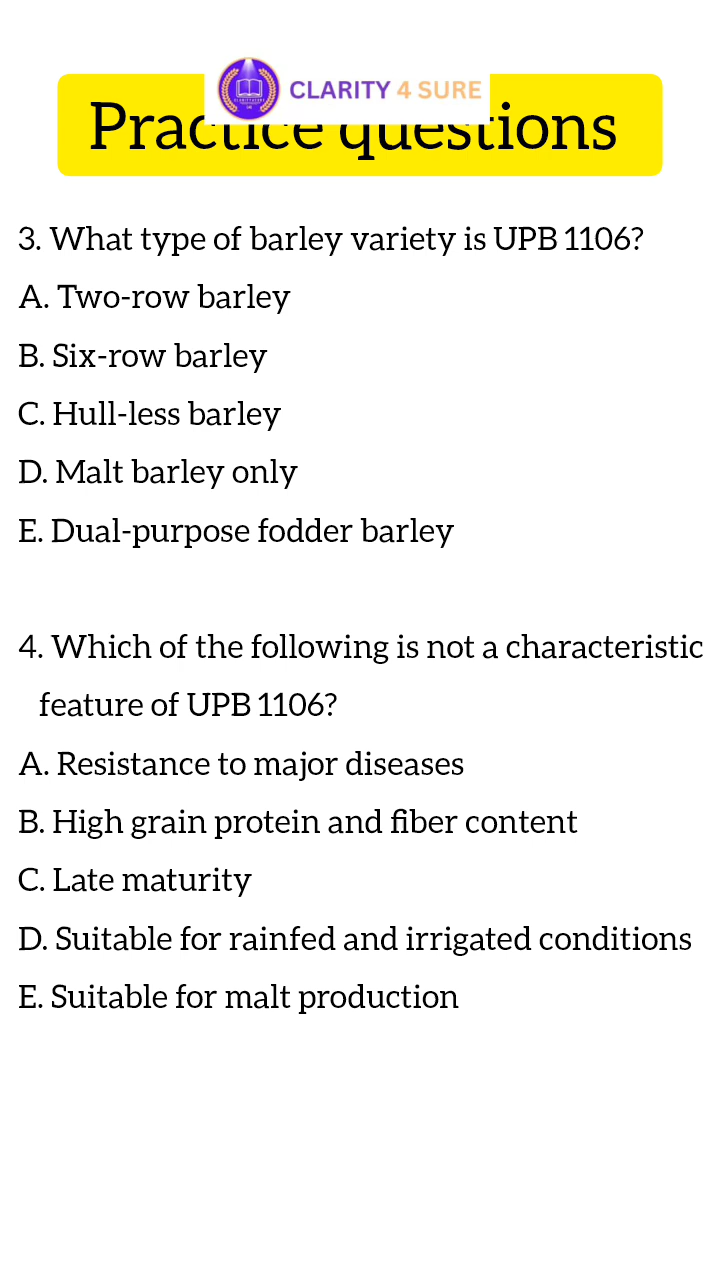 CLARITY 4 SURE
Practice questions
3. What type of barley variety is UPB 1106?
A. Two-row barley
B. Six-row barley
C. Hull-less barley
D. Malt barley only
E. Dual-purpose fodder barley
4. Which of the following is not a characteristic
feature of UPB 1106?
A. Resistance to major diseases
B. High grain protein and fiber content
C. Late maturity
D. Suitable for rainfed and irrigated conditions
E. Suitable for malt production